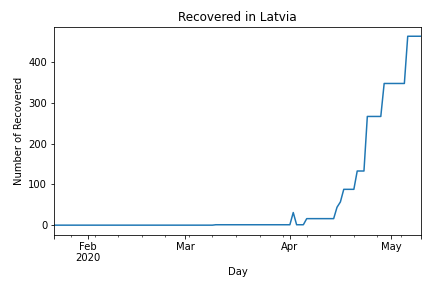 Recovered in Latvia
Number of Recovered
400
300
200
100
0
Feb
2020
Mar
Apr
May
Day